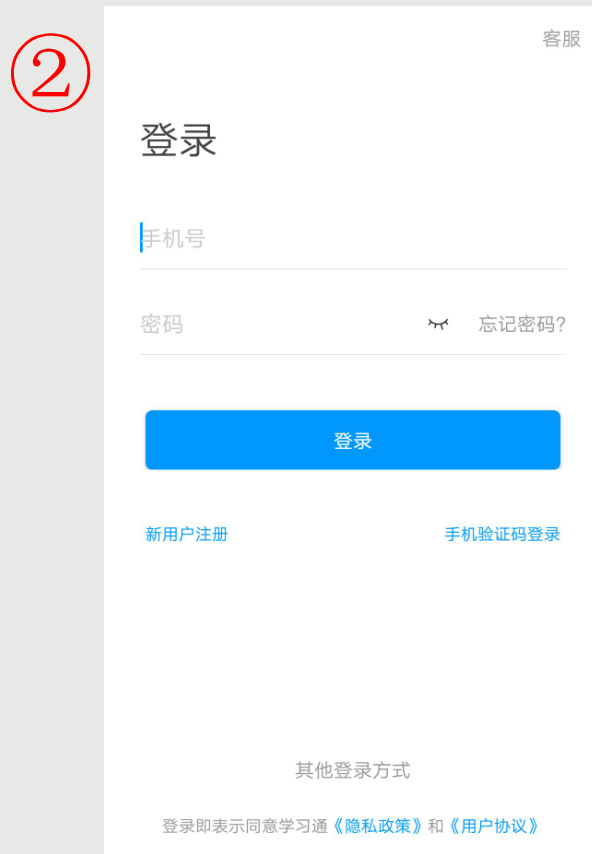 ②
客服
登录
手机号
密码 忘记密码?
登录
新用户注册 手机验证码登录
其他登录方式
登录即表示同意学习通《隐私政策》和《用户协议》